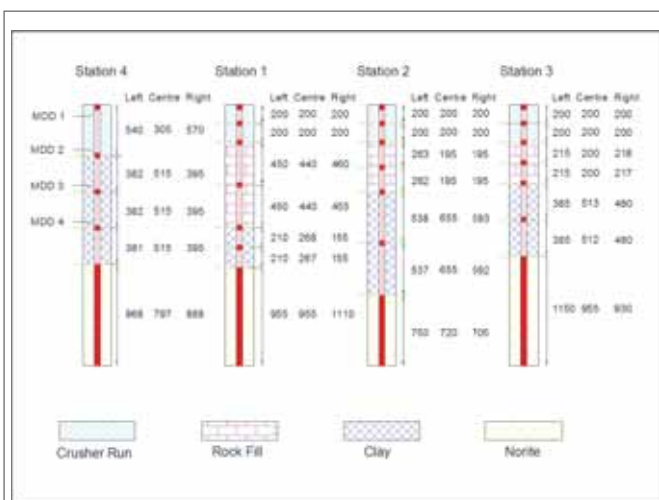 Station 4 Station 1 Station 2 Station 3
Left Centre Right Left Centre Right Left Centre Right Left Centre Right
200 200 200 200 200 200 200 200 200
MDD 1
540 305 570 200 200 200 200 200 200 200 200 200
MDD 2
450 440 460 263 195 195 215 200 218
382 515 395 262 195 195 215 200 217
MDD 3
382 515 395 450 440 455 538 655 593 385 513 480
MDD 4
381 515 395 210 268 155 385 512 480
210 267 155 537 655 592
968 797 888 955 955 1110 1150 955 930
750 720 705
Crusher Run Rock Fill Clay Norite